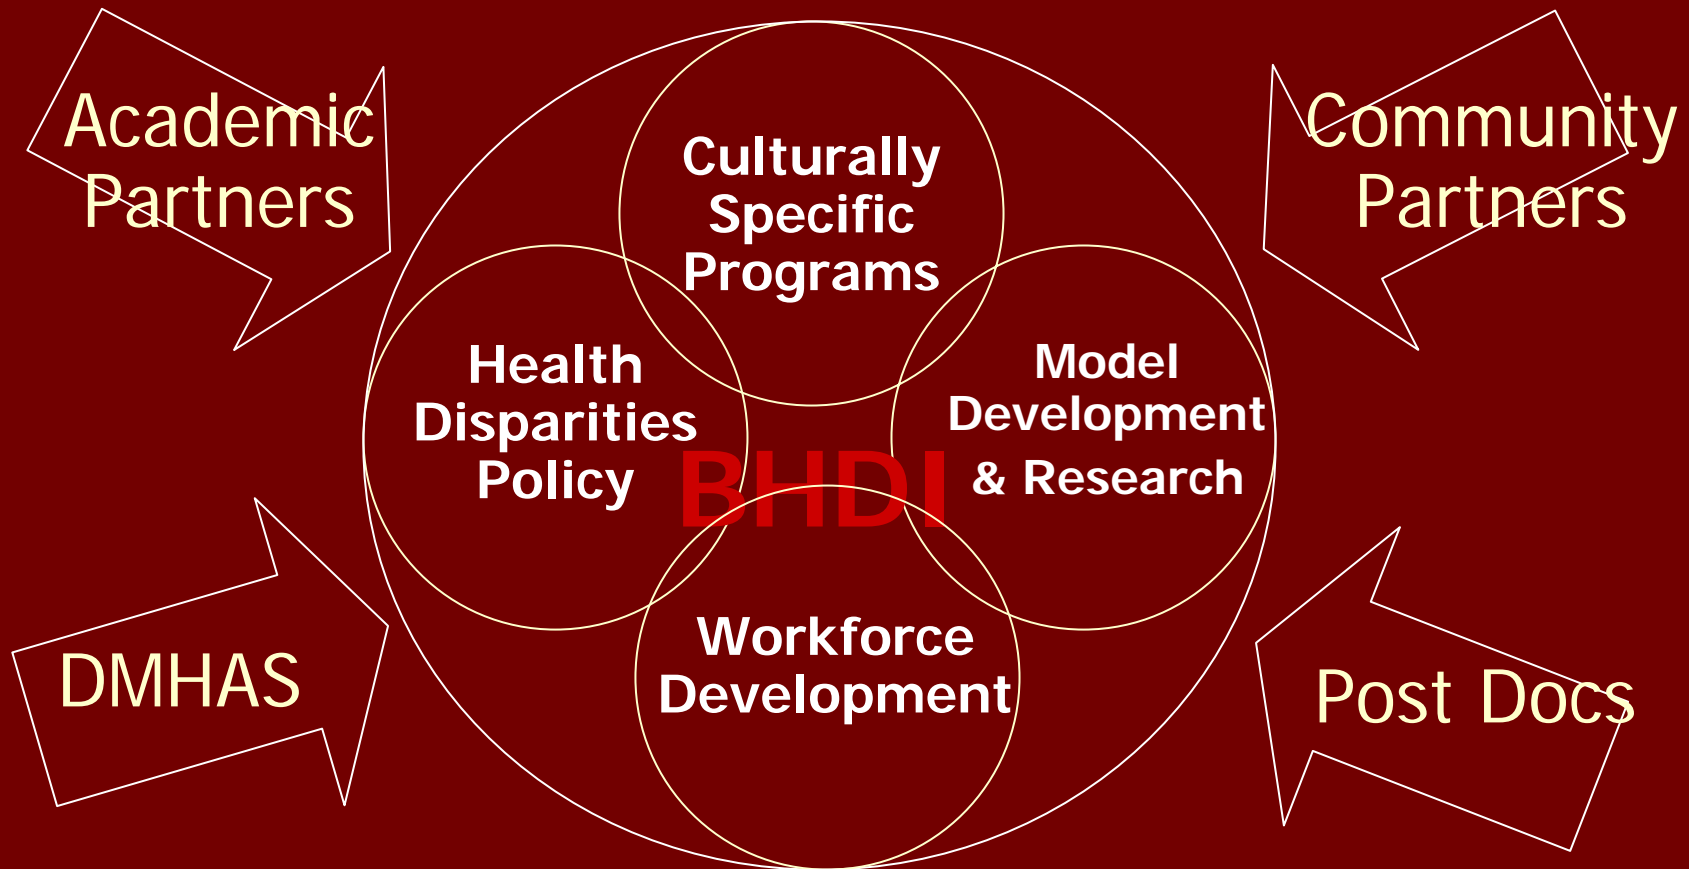 Academic
Partners
Community
Partners
Culturally
Specific
Programs
Health
Disparities
Policy
Model
Development
& Research
BHDI
Workforce
Development
DMHAS
Post Docs